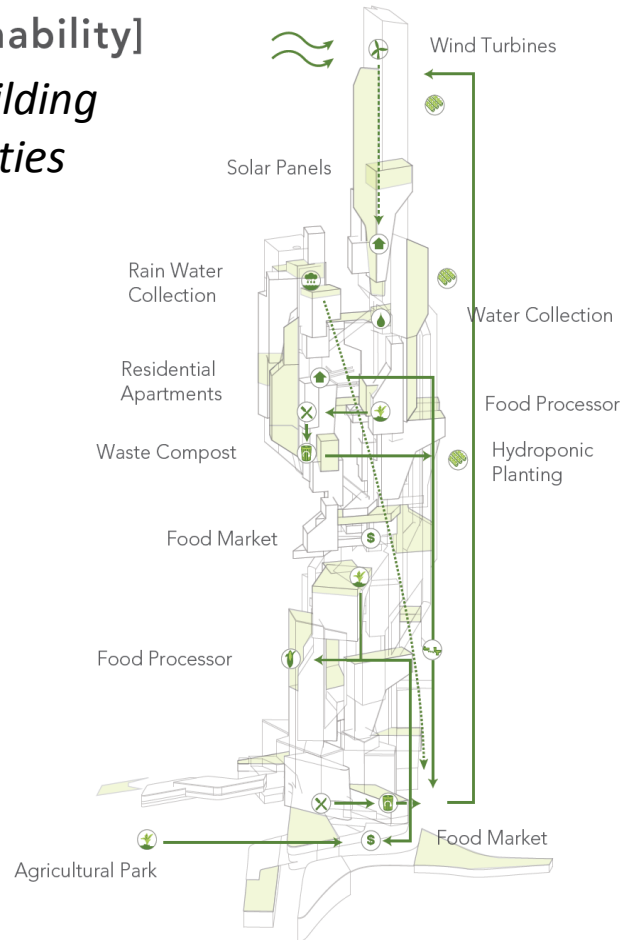 nability]
ilding
ties
Wind Turbines
Solar Panels
Rain Water
Collection
Water Collection
Residential
Apartments
Food Processor
Waste Compost
Hydroponic
Planting
Food Market
$
Food Processor
$
Food Market
Agricultural Park